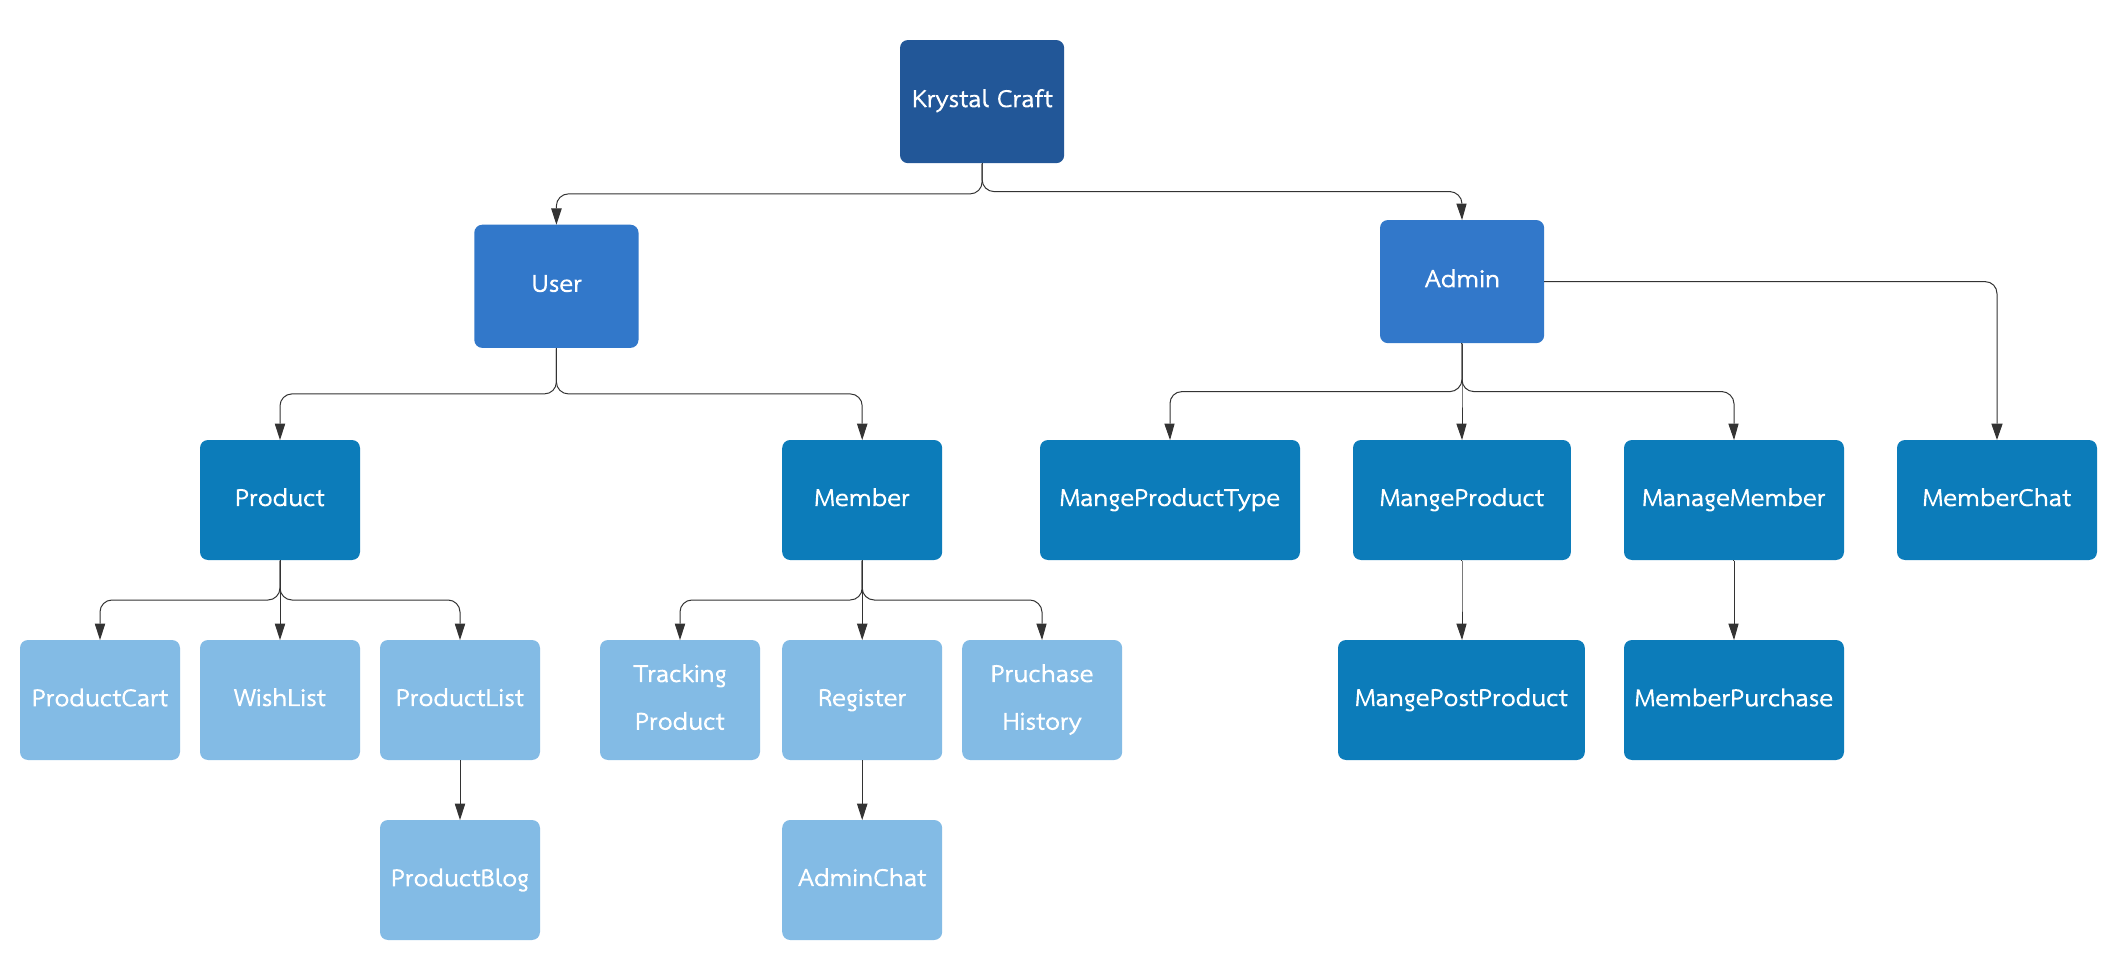 Krystal Craft
User
Admin
Product
Member
MangeProductType
MangeProduct
ManageMember
MemberChat
ProductCart
WishList
ProductList
Tracking
Product
Register
Pruchase
History
MangePostProduct
MemberPurchase
ProductBlog
AdminChat